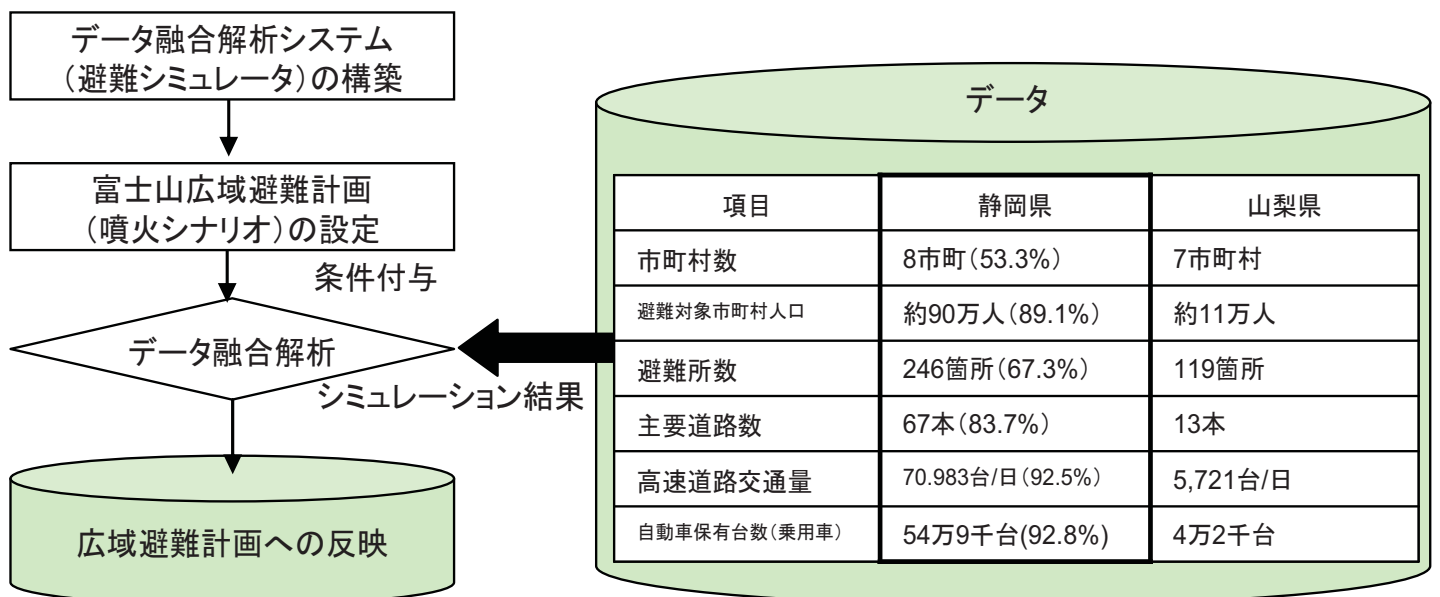 データ融合解析システム
（避難シミュレータ）の構築
富士山広域避難計画
（噴火シナリオ）の設定
条件付与
データ融合解析
シミュレーション結果
広域避難計画への反映
データ
項目 静岡県 山梨県
市町村数 8市町（53.3%） 7市町村
避難対象市町村人口 約90万人（89.1%） 約11万人
避難所数 246箇所（67.3%） 119箇所
主要道路数 67本（83.7%） 13本
高速道路交通量 70.983台/日（92.5%） 5,721台/日
自動車保有台数（乗用車） 54万9千台(92.8%) 4万2千台